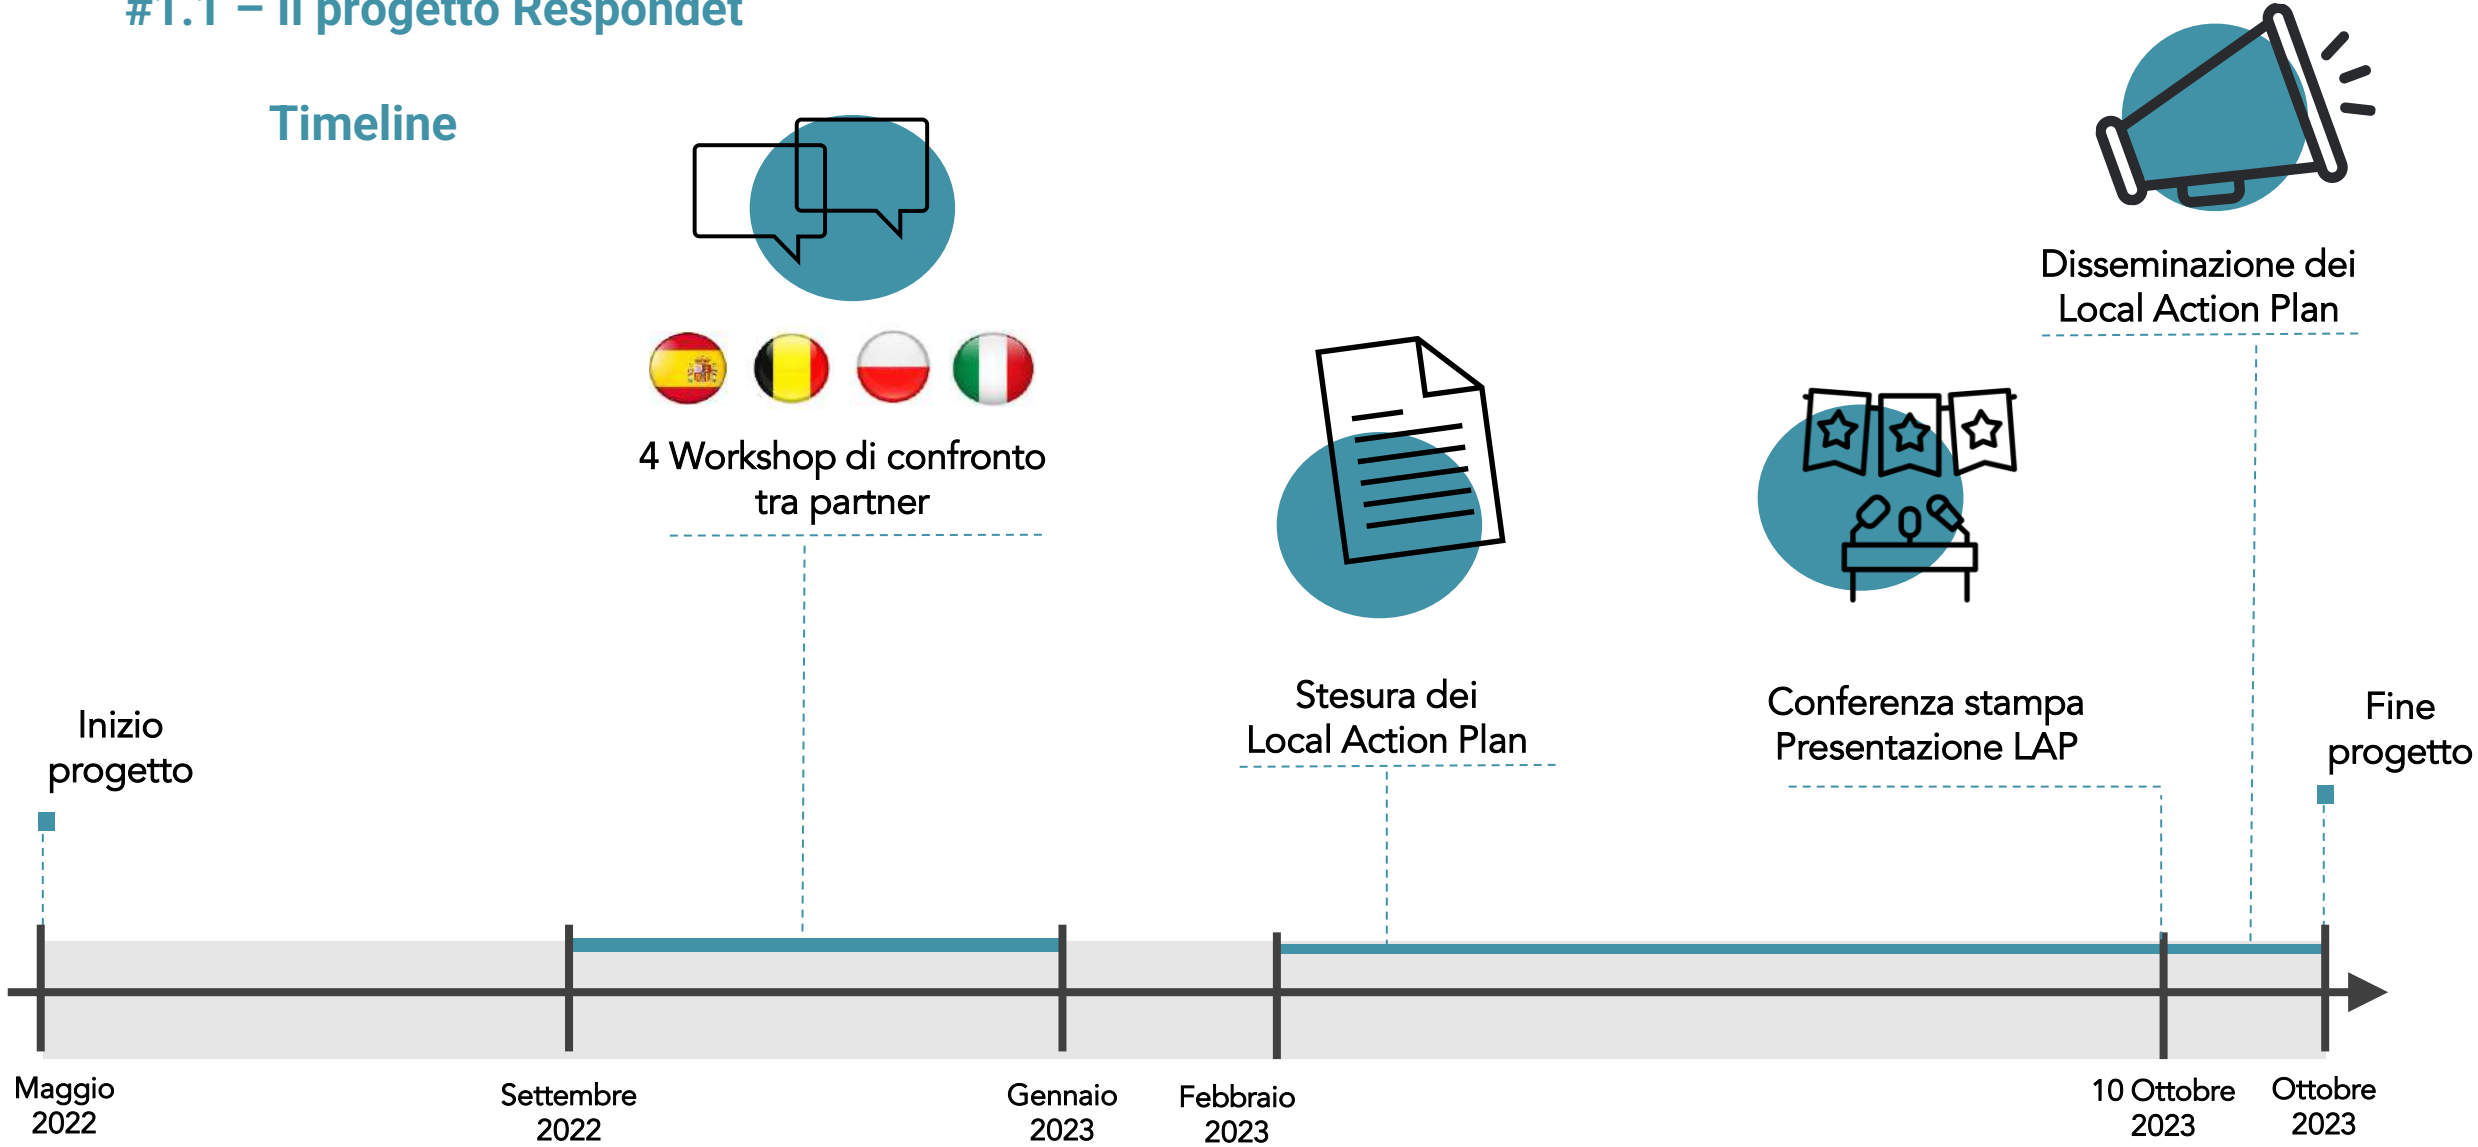 #1.1 – Il progetto Respondet
Timeline
4 Workshop di confronto
tra partner
Disseminazione dei
Local Action Plan
Stesura dei
Local Action Plan
Conferenza stampa
Presentazione LAP
Inizio
progetto
Fine
progetto
Maggio
2022
Settembre
2022
Gennaio
2023
Febbraio
2023
10 Ottobre
2023
Ottobre
2023